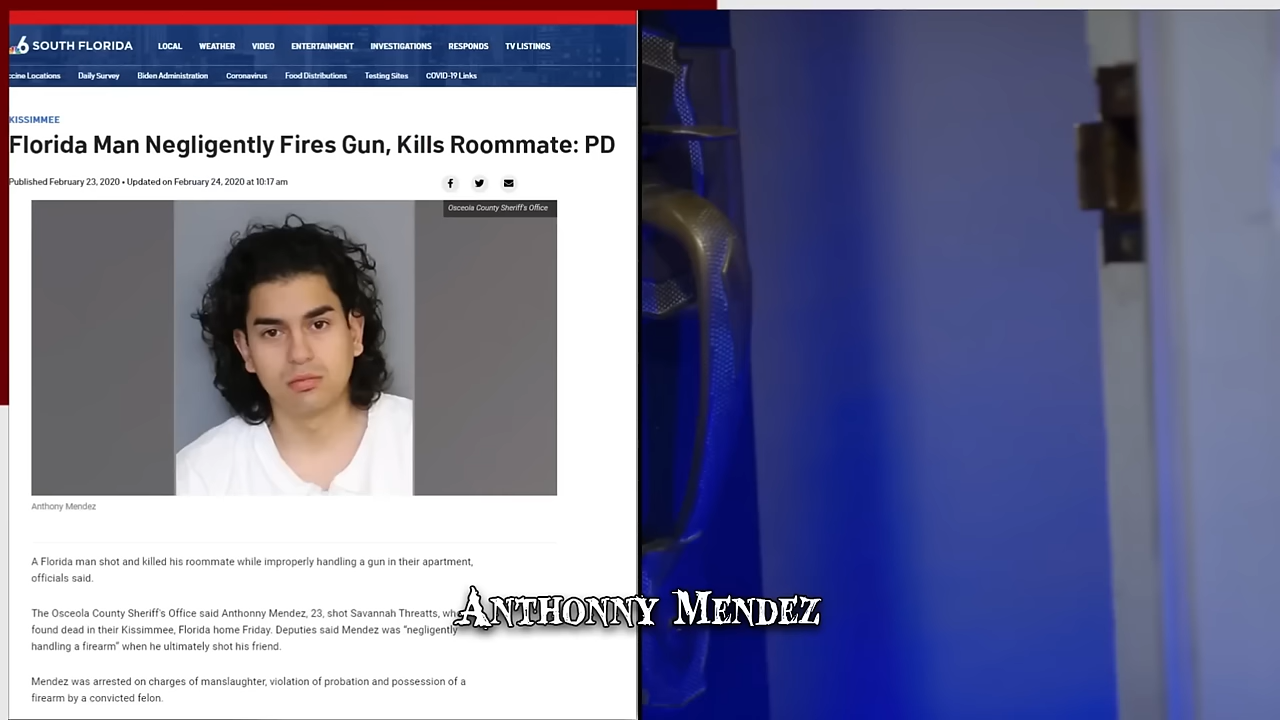 6 SOUTH FLORIDA
LOCAL WEATHER VIDEO ENTERTAINMENT INVESTIGATIONS RESPONDS TV LISTINGS
Locations Daily Survey Biden Administration Coronavirus Food Distributions Testing Sites COVID-19 Links
KISSIMMEE
Florida Man Negligently Fires Gun, Kills Roommate: PD
Published February 23, 2020 • Updated on February 24, 2020 at 10:17 am
Osceola County Sheriff's Office
Anthony Mendez
A Florida man shot and killed his roommate while improperly handling a gun in their apartment,
officials said.
The Osceola County Sheriff's Office said Anthonny Mendez, 23, shot Savannah Threatts,
found dead in their Kissimmee, Florida home Friday. Deputies said Mendez was "negligently
handling a firearm" when he ultimately shot his friend.
Mendez was arrested on charges of manslaughter, violation of probation and possession of a
firearm by a convicted felon.
Anthonny Mendez